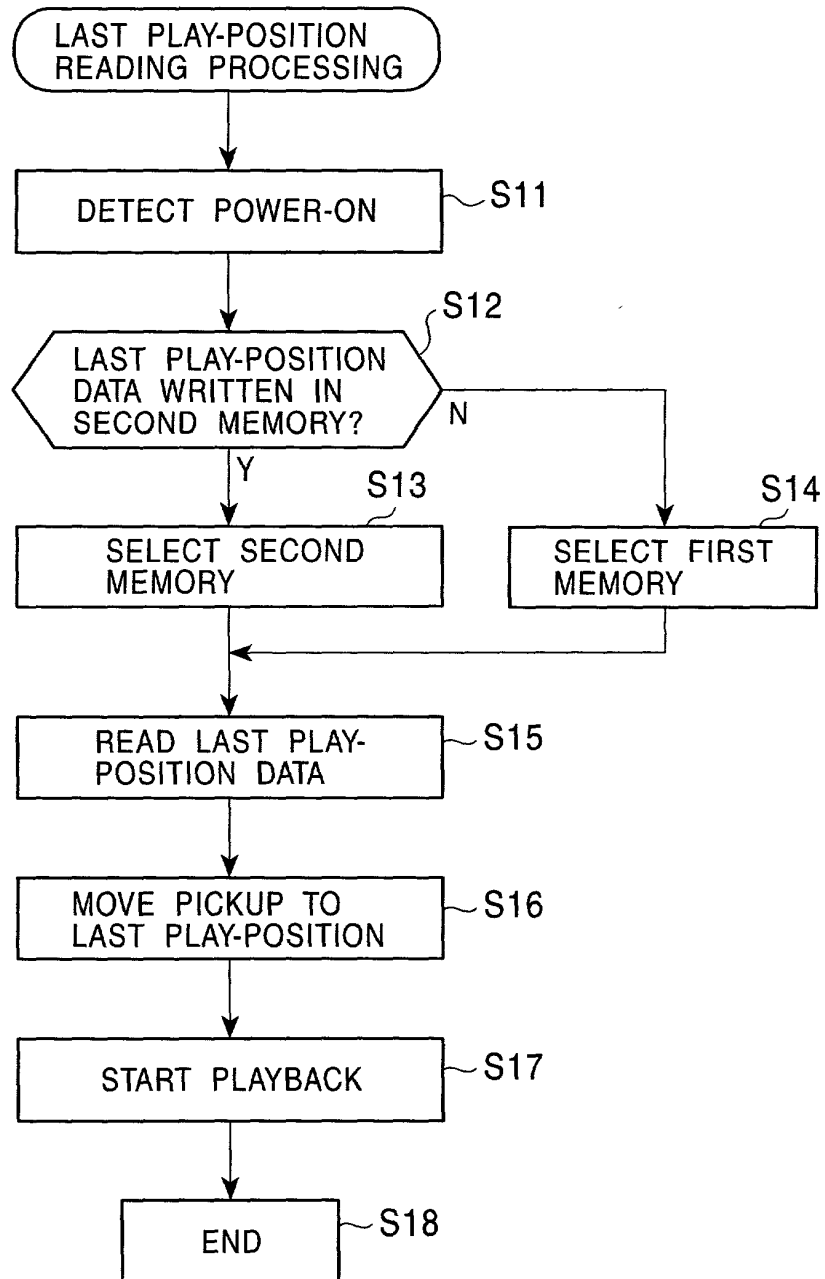 LAST PLAY-POSITION
READING PROCESSING
DETECT POWER-ON
S11
S12
LAST PLAY-POSITION
DATA WRITTEN IN
SECOND MEMORY?
N
Y
S13
SELECT SECOND
MEMORY
S14
SELECT FIRST
MEMORY
READ LAST PLAY-
POSITION DATA
S15
MOVE PICKUP TO
LAST PLAY-POSITION
S16
START PLAYBACK
S17
END
S18